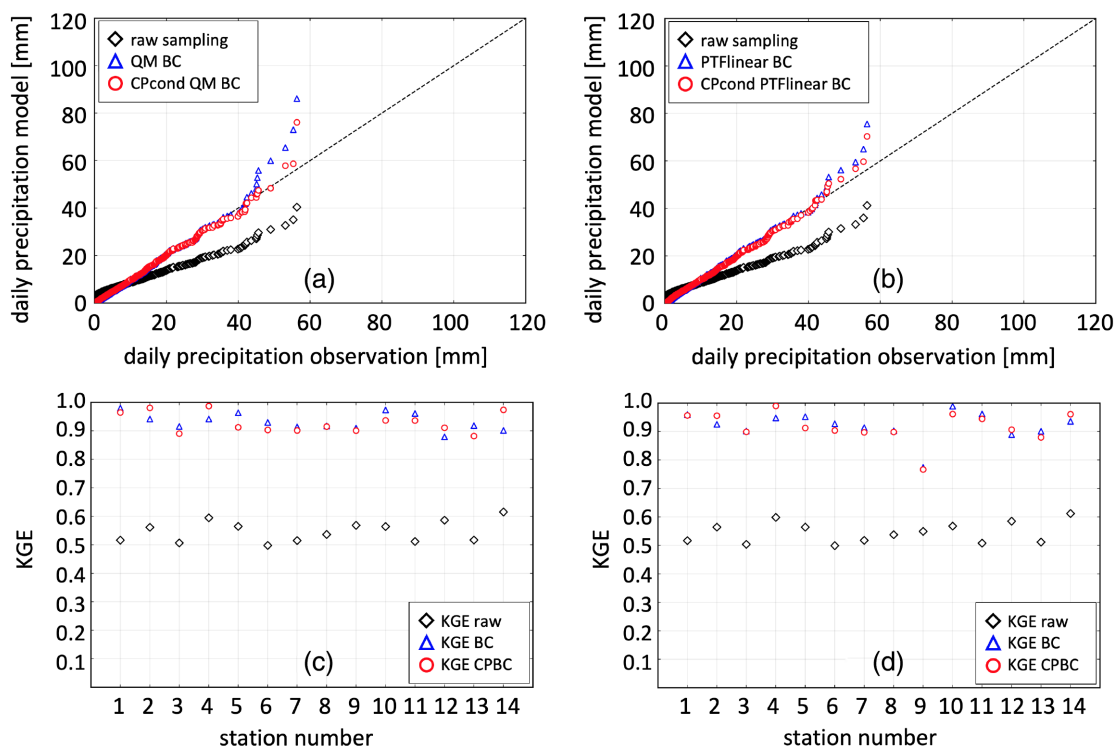 daily precipitation model [mm]
120
100
80
60
40
20
0
raw sampling
QM BC
CPcond QM BC
(a)
0 20 40 60 80 100 120
daily precipitation observation [mm]
daily precipitation model [mm]
120
100
80
60
40
20
0
raw sampling
PTFlinear BC
CPcond PTFlinear BC
(b)
0 20 40 60 80 100 120
daily precipitation observation [mm]
KGE
1.0
0.9
0.8
0.7
0.6
0.5
0.4
0.3
0.2
0.1
KGE raw
KGE BC
KGE CPBC
(c)
1 2 3 4 5 6 7 8 9 10 11 12 13 14
station number
KGE
1.0
0.9
0.8
0.7
0.6
0.5
0.4
0.3
0.2
0.1
KGE raw
KGE BC
KGE CPBC
(d)
1 2 3 4 5 6 7 8 9 10 11 12 13 14
station number